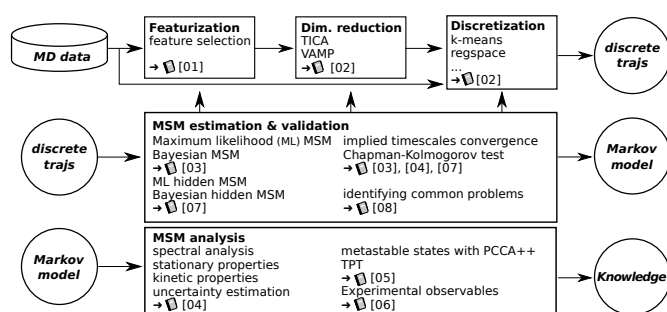 MD data
Featurization
feature selection
→ [01]
Dim. reduction
TICA
VAMP
→ [02]
Discretization
k-means
regspace
...
→ [02]
discrete
trajs
discrete
trajs
MSM estimation & validation
Maximum likelihood (ML) MSM
Bayesian MSM
→ [03]
ML hidden MSM
Bayesian hidden MSM
→ [07]
implied timescales convergence
Chapman-Kolmogorov test
→ [03], [04], [07]
identifying common problems
→ [08]
Markov
model
Markov
model
MSM analysis
spectral analysis
stationary properties
kinetic properties
uncertainty estimation
→ [04]
metastable states with PCCA++
TPT
→ [05]
Experimental observables
→ [06]
Knowledge